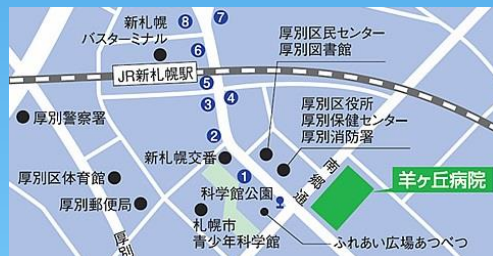 新札幌
バスターミナル
8
7
6
JR新札幌駅
5
3
4
2
1
厚別区民センター
厚別図書館
厚別区役所
厚別保健センター
厚別消防署
厚別警察署
新札幌交番
南郷通
羊ヶ丘病院
厚別区体育館
厚別郵便局
科学館公園
札幌市
青少年科学館
ふれあい広場あつべつ
厚別